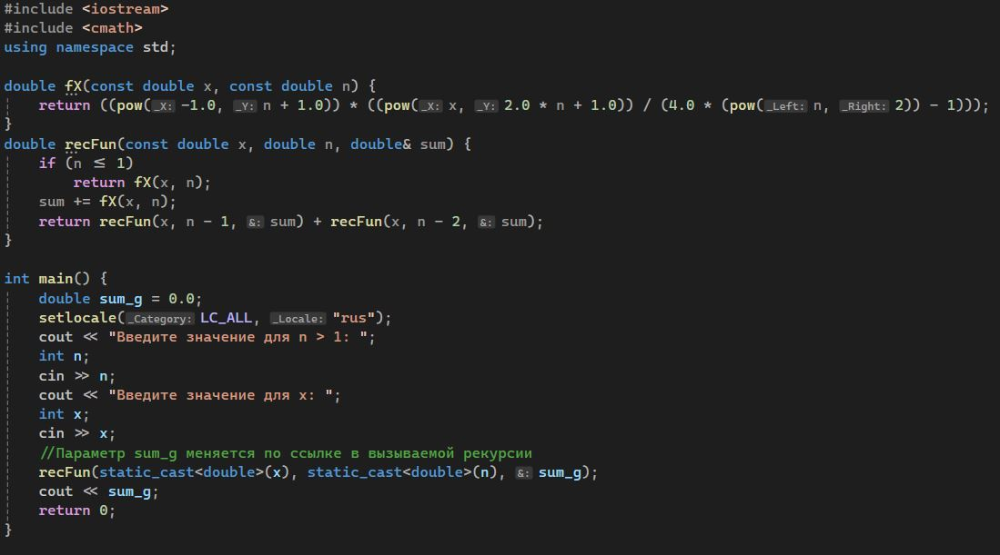 #include <iostream>
#include <cmath>
using namespace std;

double fX(const double x, const double n) {
    return ((pow(_X: -1.0, _Y: n + 1.0)) * ((pow(_X: x, _Y: 2.0 * n + 1.0)) / (4.0 * (pow(_Left: n, _Right: 2)) - 1)));
}
double recFun(const double x, double n, double& sum) {
    if (n ≤ 1)
        return fX(x, n);
    sum += fX(x, n);
    return recFun(x, n - 1, &: sum) + recFun(x, n - 2, &: sum);
}

int main() {
    double sum_g = 0.0;
    setlocale(_Category: LC_ALL, _Locale: "rus");
    cout << "Введите значение для n > 1: ";
    int n;
    cin >> n;
    cout << "Введите значение для x: ";
    int x;
    cin >> x;
    //Параметр sum_g меняется по ссылке в вызываемой рекурсии
    recFun(static_cast<double>(x), static_cast<double>(n), &: sum_g);
    cout << sum_g;
    return 0;
}